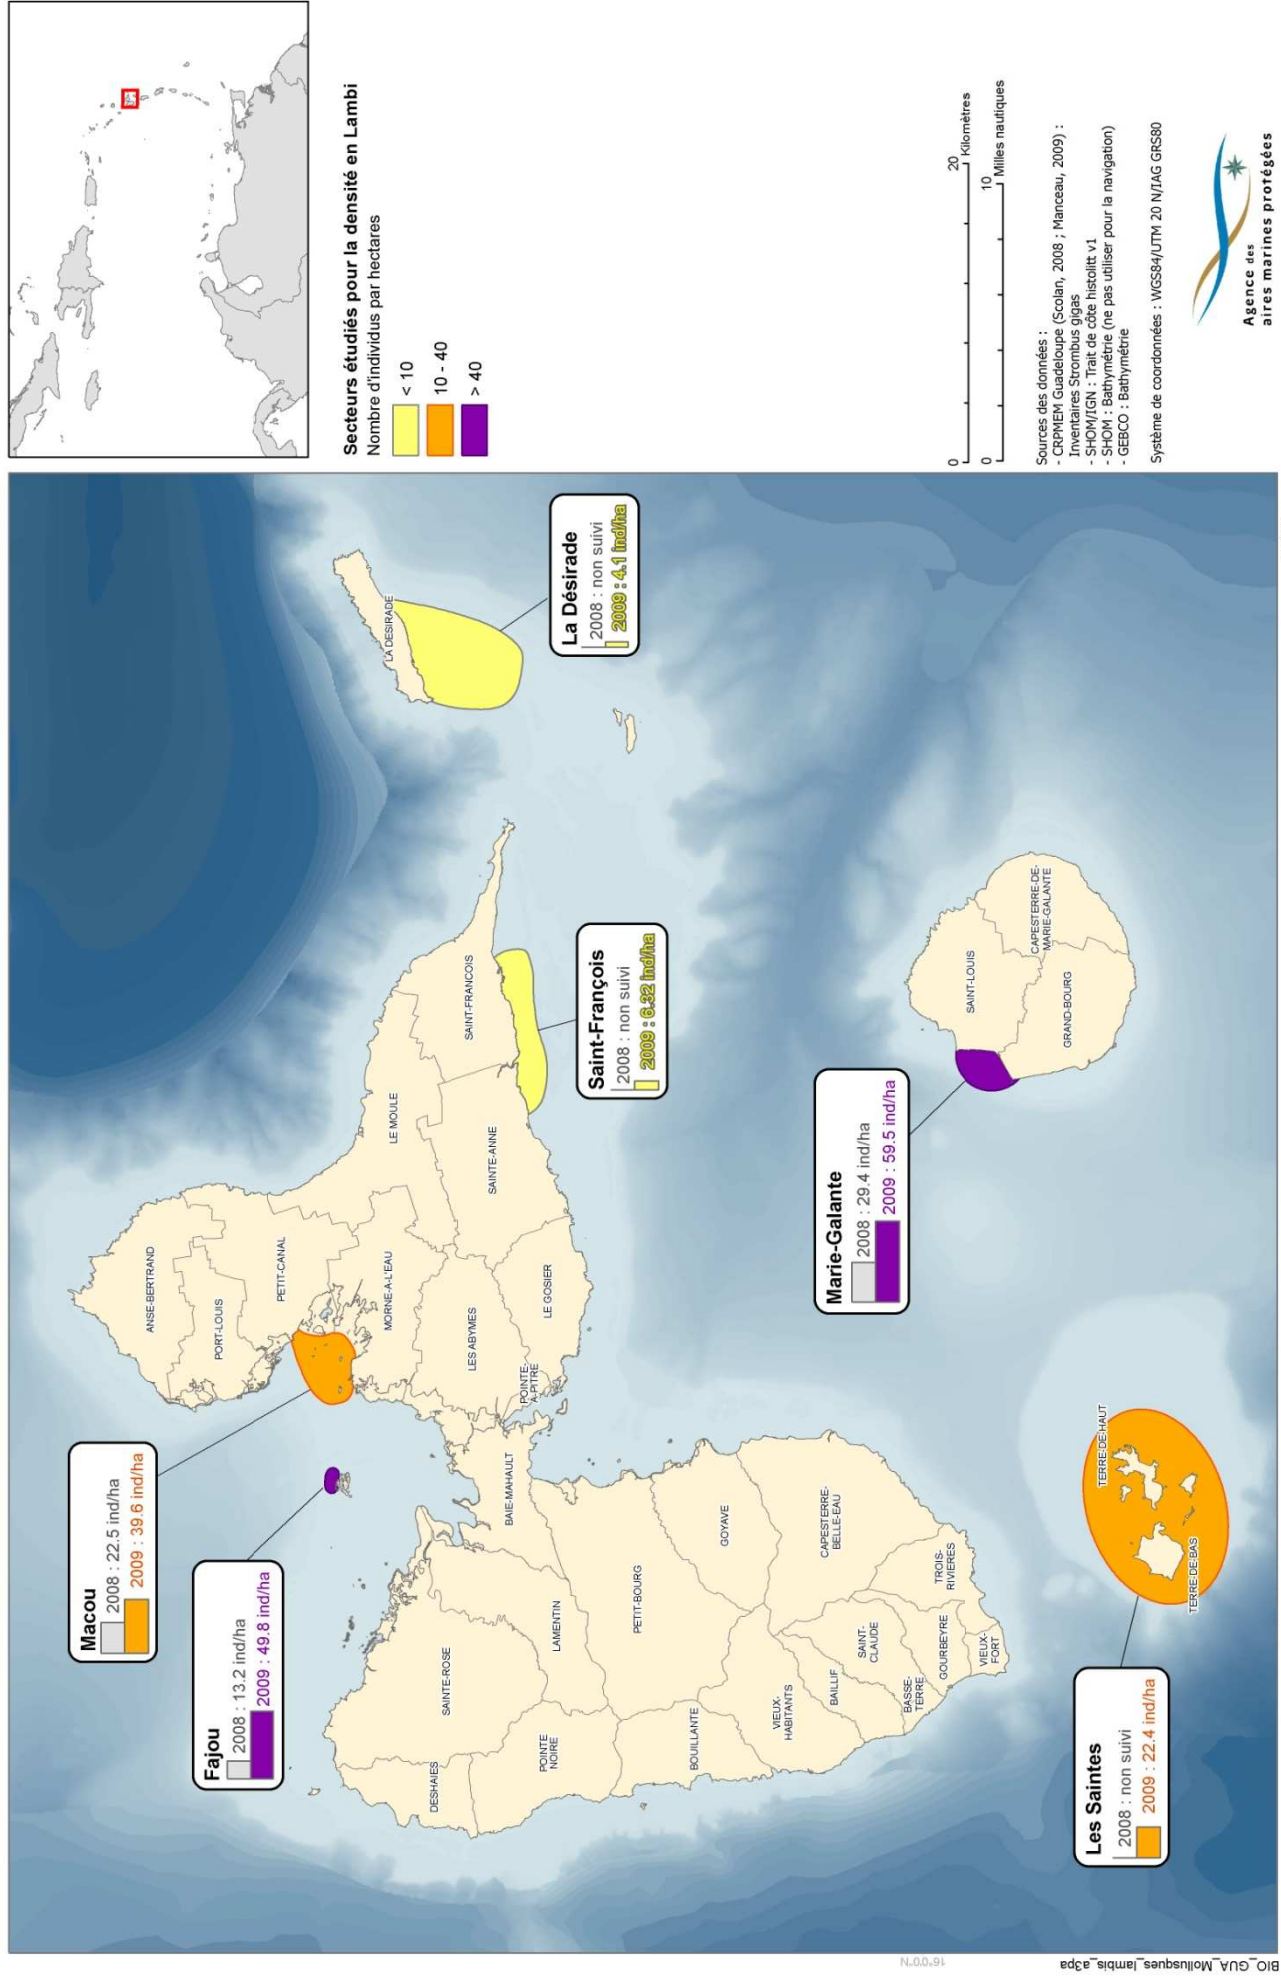 Macou
2008 : 22.5 ind/ha
2009 : 39.6 ind/ha
Fajou
2008 : 13.2 ind/ha
2009 : 49.8 ind/ha
La Désirade
2008 : non suivi
2009 : 4.1 ind/ha
Saint-François
2008 : non suivi
2009 : 6.32 ind/ha
Marie-Galante
2008 : 29.4 ind/ha
2009 : 59.5 ind/ha
Les Saintes
2008 : non suivi
2009 : 22.4 ind/ha
ANSE-BERTRAND
PORT-LOUIS
PETIT-CANAL
MORNE-A-L'EAU
LE MOULE
LES ABYMES
POINTE-
A-PITRE
LE GOSIER
SAINTE-ANNE
SAINT-FRANCOIS
LA DESIRADE
BAIE-MAHAULT
LAMENTIN
SAINTE-ROSE
DESHAIES
POINTE
NOIRE
PETIT-BOURG
GOYAVE
BOUILLANTE
VIEUX-
HABITANTS
CAPESTERRE-
BELLE-EAU
BAILLIF
SAINT-
CLAUDE
BASSE-
TERRE
GOURBEYRE
TROIS-
RIVIERES
VIEUX-
FORT
SAINT-LOUIS
CAPESTERRE-DE-
MARIE-GALANTE
GRAND-BOURG
TERRE-DE-HAUT
TERRE-DE-BAS
Secteurs étudiés pour la densité en Lambi
Nombre d'individus par hectares
< 10
10 - 40
> 40
0
20
Kilomètres
0
10
Milles nautiques
Sources des données :
- CRPMEM Guadeloupe (Scolan, 2008 ; Manceau, 2009) :
Inventaires Strombus gigas
- SHOM/IGN : Trait de côte histolitt v1
- SHOM : Bathymétrie (ne pas utiliser pour la navigation)
- GEBCO : Bathymétrie
Système de coordonnées : WGS84/UTM 20 N/IAG GRS80
Agence des
aires marines protégées
16°0'0"N
BIO_GUA_Mollusques_lambis_a3pa